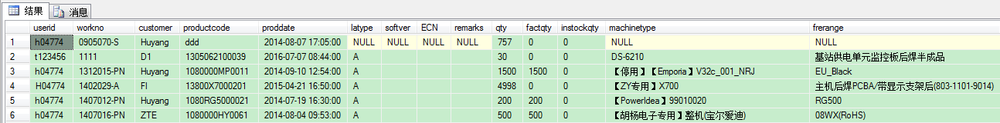 结果 消息
userid workno customer productcode proddate latype softver ECN remarks qty factqty instockqty machinetype frerange
1 h04774 0905070-S Huyang ddd 2014-08-07 17:05:00 NULL NULL NULL NULL 757 0 0 NULL NULL
2 t123456 1111 D1 1305062100039 2016-07-07 08:44:00 A 30 0 0 DS-6210 基站供电单元监控板后焊半成品
3 h04774 1312015-PN Huyang 1080000MP0011 2014-09-10 12:54:00 A 1500 1500 0 【停用】【Emporia】V32c_001_NRJ EU_Black
4 H04774 1402029-A FI 13800X7000201 2015-04-21 16:50:00 A 4998 0 0 【ZY专用】X700 主机后焊PCBA/带显示支架后(803-1101-9014)
5 h04774 1407012-PN Huyang 1080RG5000021 2014-07-19 16:30:00 A 200 200 0 【PowerIdea】99010020 RG500
6 h04774 1407016-PN ZTE 1080000HY0061 2014-08-04 09:53:00 A 500 500 0 【胡杨电子专用】整机(宝尔爱迪) 08WX(RoHS)